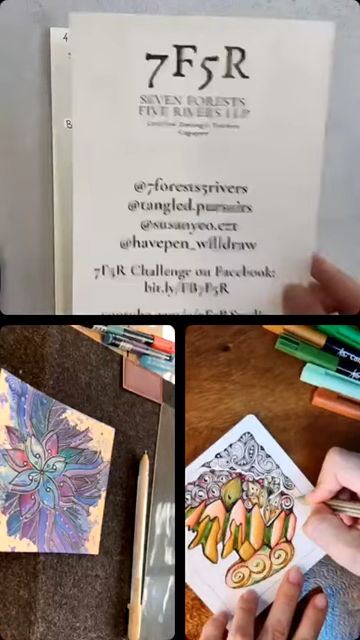 7F5R
SEVEN FORESTS
FIVE RIVERS LLP
Singapore
@7forests5rivers
@tangled.pursuits
@susanyeo.czt
@havepen_willdraw
7F5R Challenge on Facebook:
bit.ly/FB7F5R